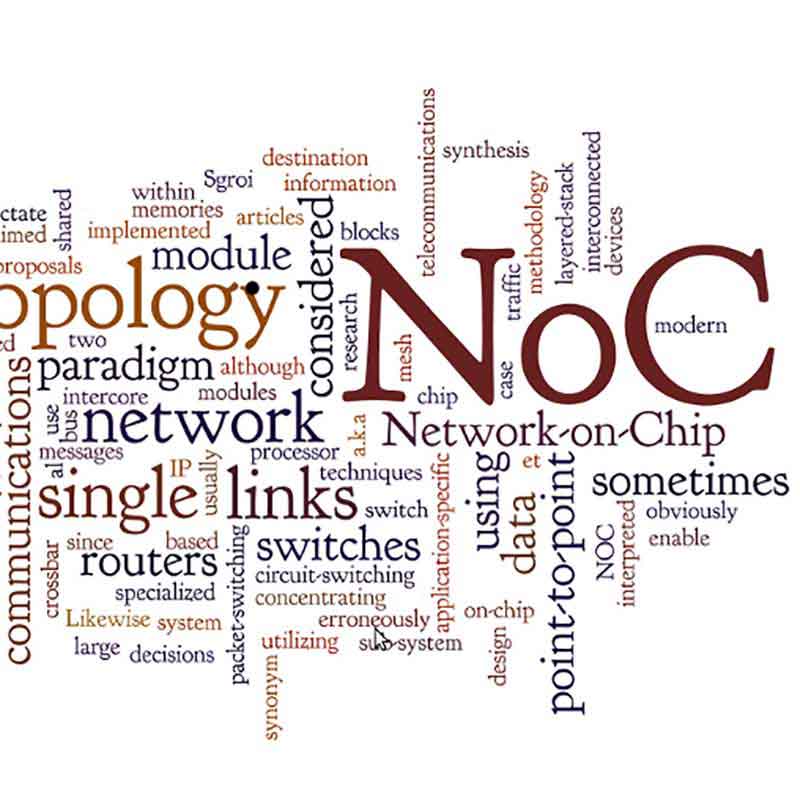 telecommunications
synthesis
destination
information
Sgroi
within
memories
articles
implemented
shared
ctate
imed
proposals
module
considered
blocks
methodology
layered-stack
interconnected
devices
opology
NoC
traffic
research
mesh
case
modern
ed
two
paradigm
although
intercore
modules
chip
communications
use
bus
network
a.k.a
Network-on-Chip
messages
al
IP
usually
processor
techniques
single
links
switch
application-specific
using
et
data
point-to-point
sometimes
obviously
enable
NOC
interpreted
crossbar
since
based
routers
packet-switching
switches
circuit-switching
specialized
concentrating
Likewise
system
erroneously
on-chip
large
decisions
utilizing
sub-system
design
synonym